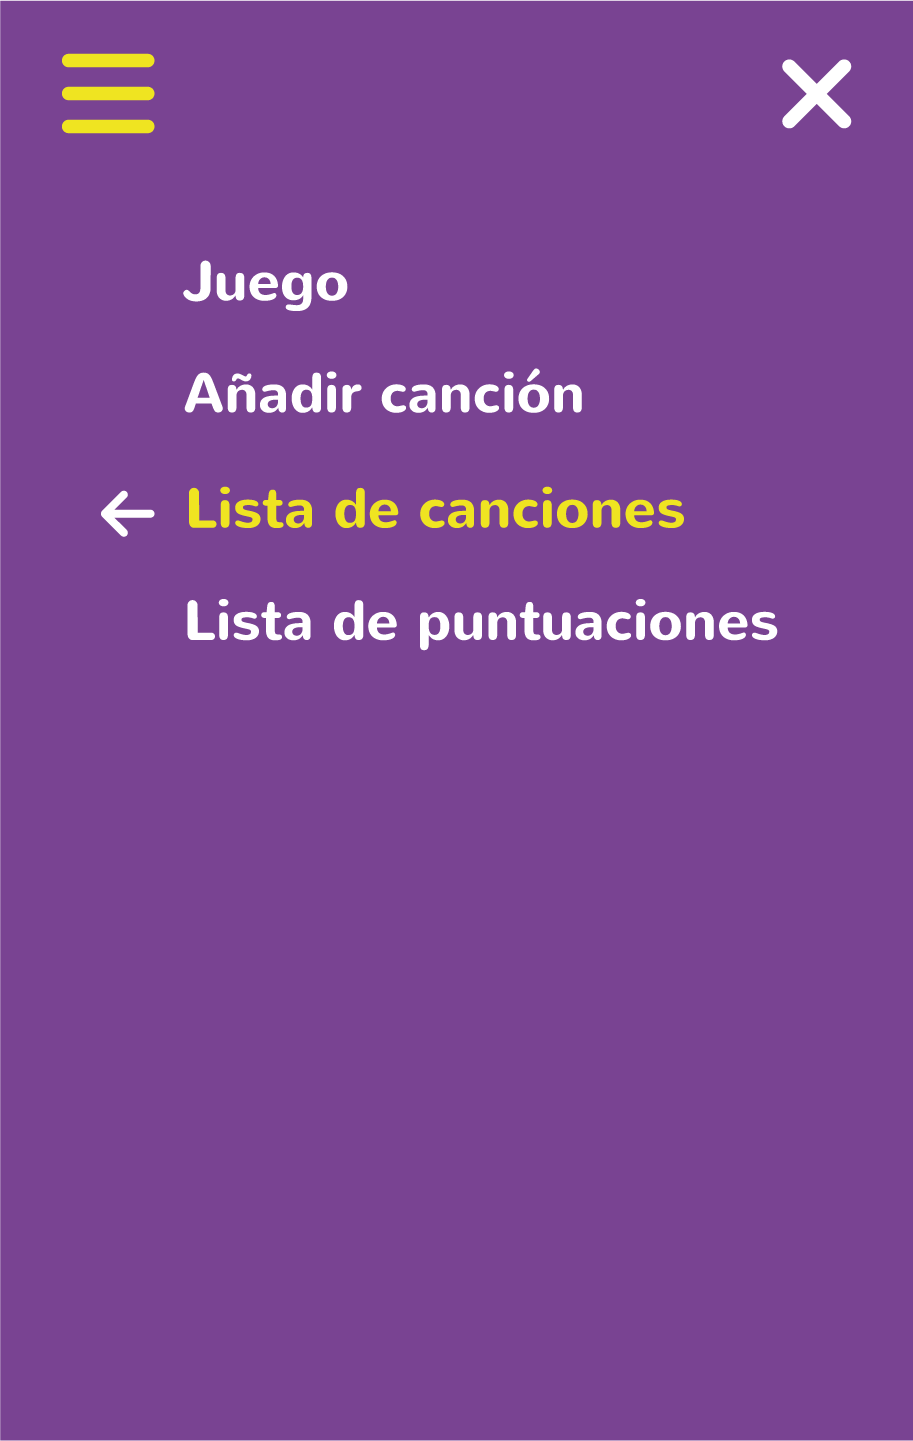 Juego
Añadir canción
Lista de canciones
Lista de puntuaciones